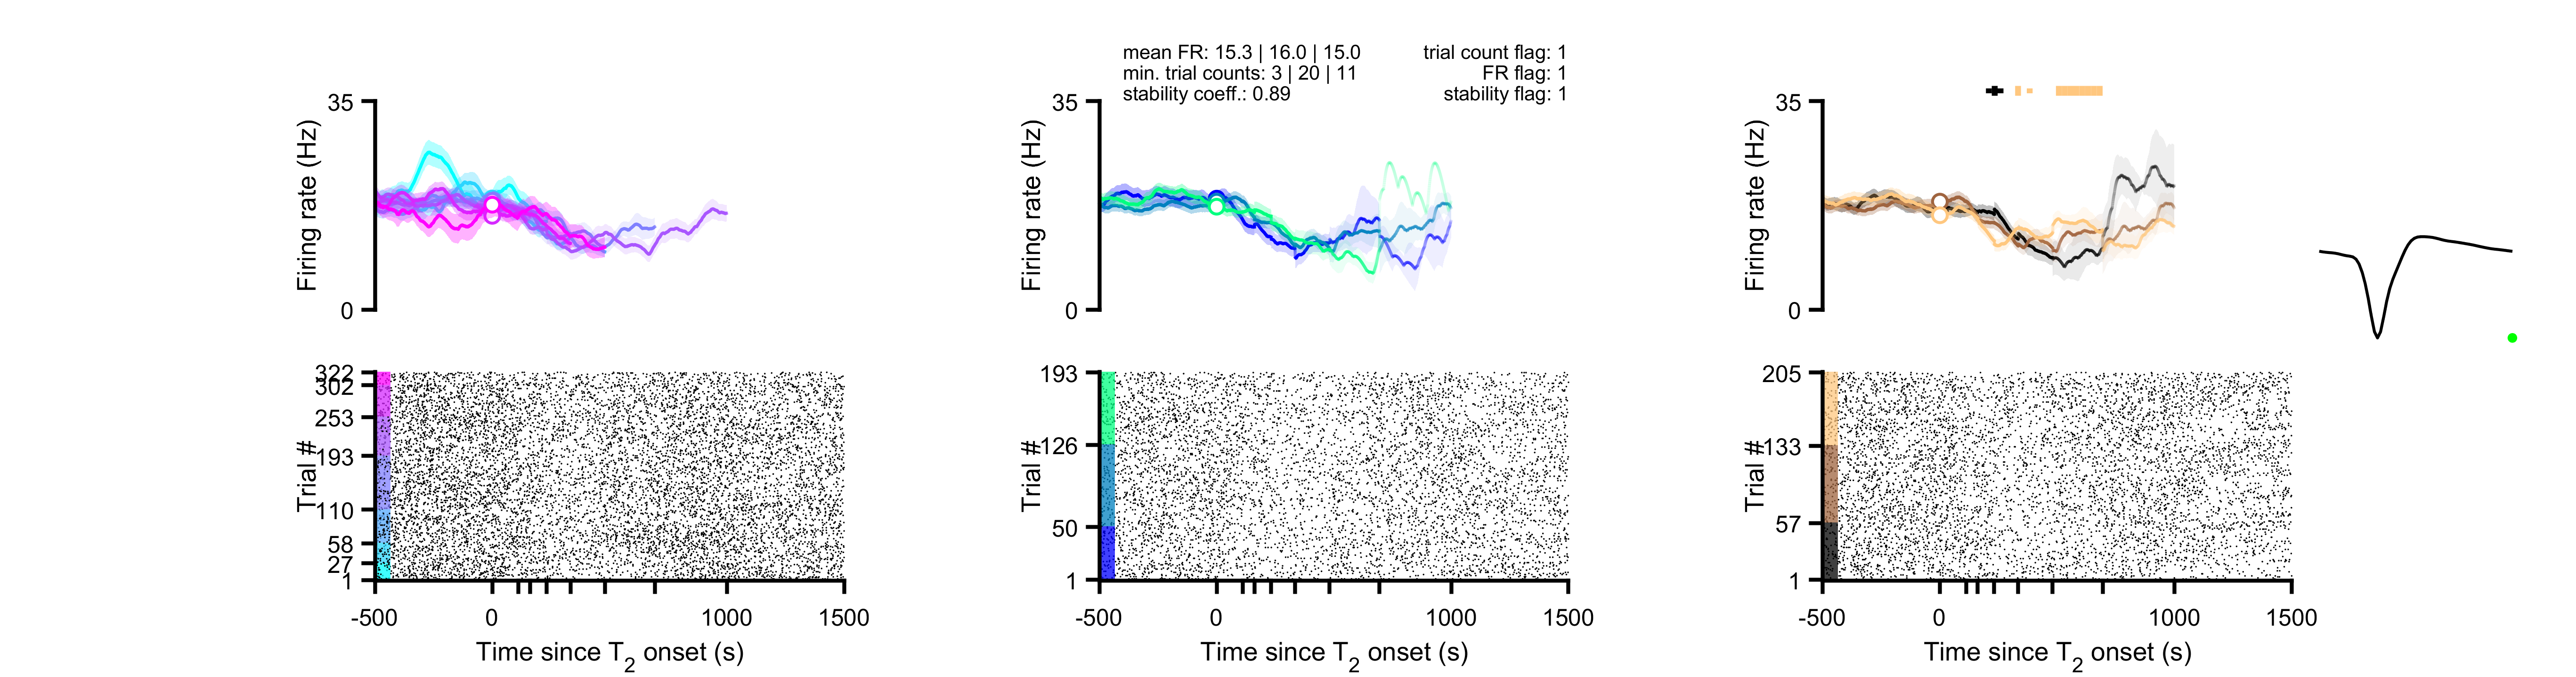 mean FR: 15.3 | 16.0 | 15.0
min. trial counts: 3 | 20 | 11
stability coeff.: 0.89
trial count flag: 1
FR flag: 1
stability flag: 1
35
Firing rate (Hz)
0
35
Firing rate (Hz)
0
35
Firing rate (Hz)
0
322
302
253
193
110
58
27
1
Trial #
-500 0 1000 1500
Time since T2 onset (s)
193
126
50
1
Trial #
-500 0 1000 1500
Time since T2 onset (s)
205
133
57
1
Trial #
-500 0 1000 1500
Time since T2 onset (s)